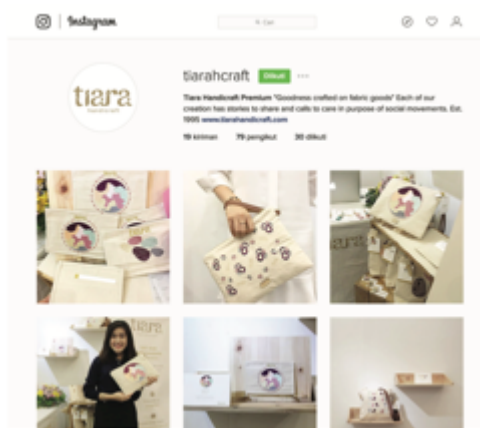 Instagram
Cari
tiarahcraft Diikuti
tiara
handicraft
Tiara Handicraft Premium "Goodness crafted on fabric goods" Each of our
creation has stories to share and calls to care in purpose of social movements. Est.
1995 www.tiarahandicraft.com
19 kiriman 79 pengikut 30 diikuti
tiara